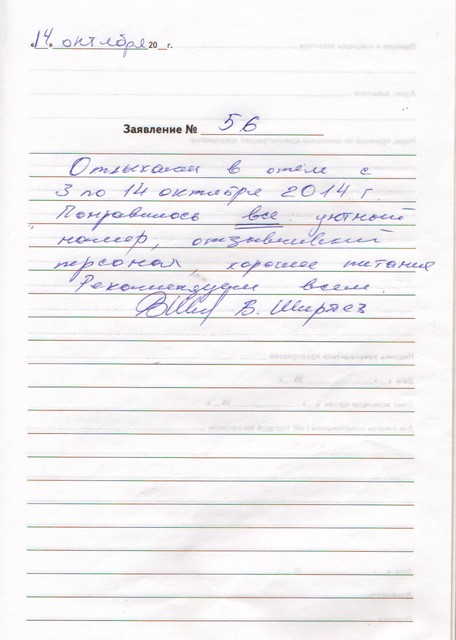 «14» октября 20 г.
Заявление № 56
Отдыхали в отеле с
3 по 14 октября 2014 г.
Понравилось все: уютный
номер, отзывчивый
персонал, хорошее питание
Рекомендуем всем.
В. Ширяев